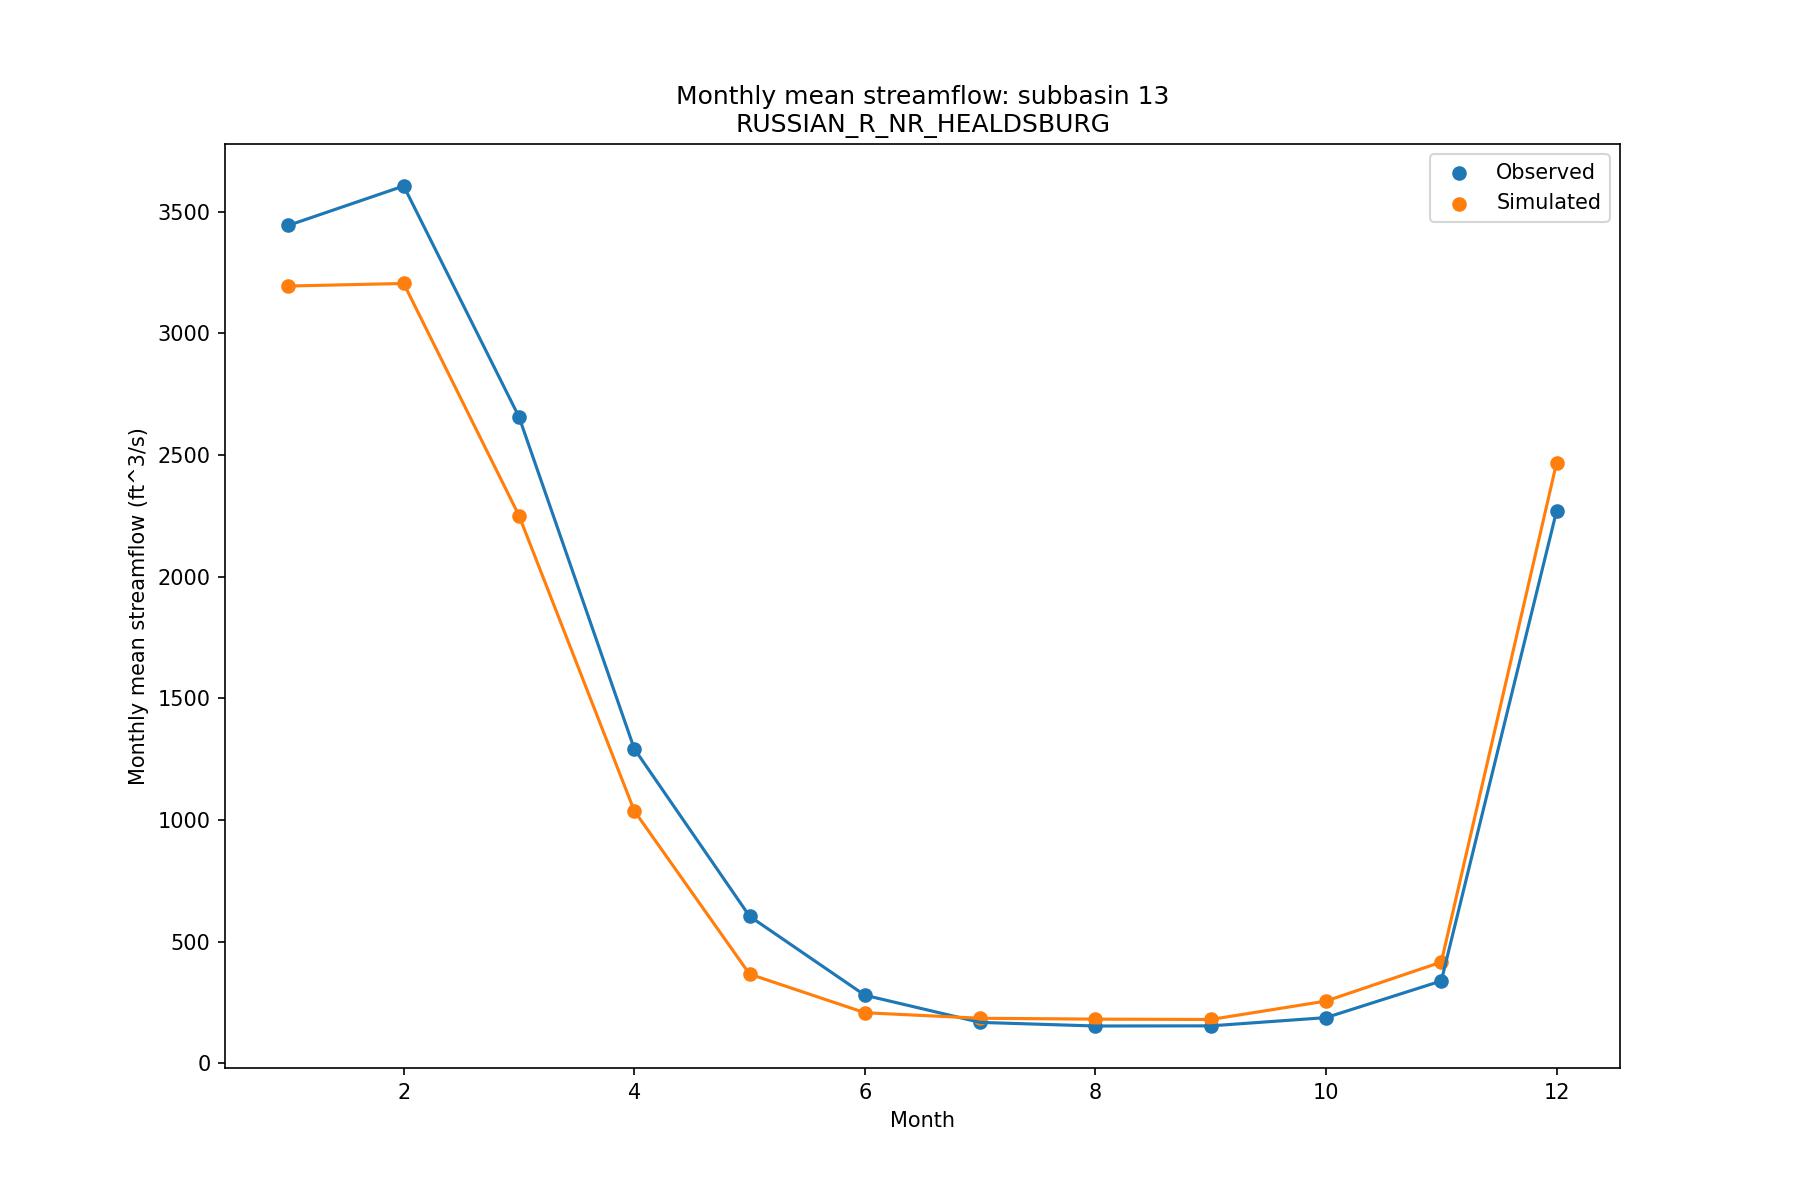 Monthly mean streamflow: subbasin 13
RUSSIAN_R_NR_HEALDSBURG
Observed
Simulated
3500
3000
2500
2000
1500
1000
500
0
Monthly mean streamflow (ft^3/s)
2
4
6
8
10
12
Month